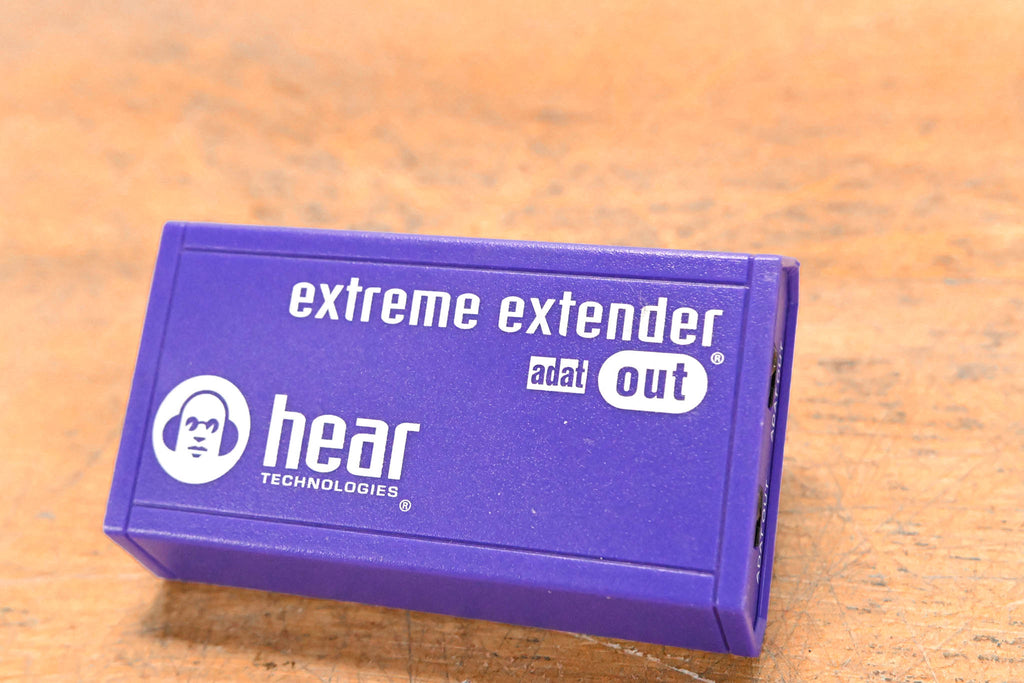 extreme extender
adat out®
hear
TECHNOLOGIES®